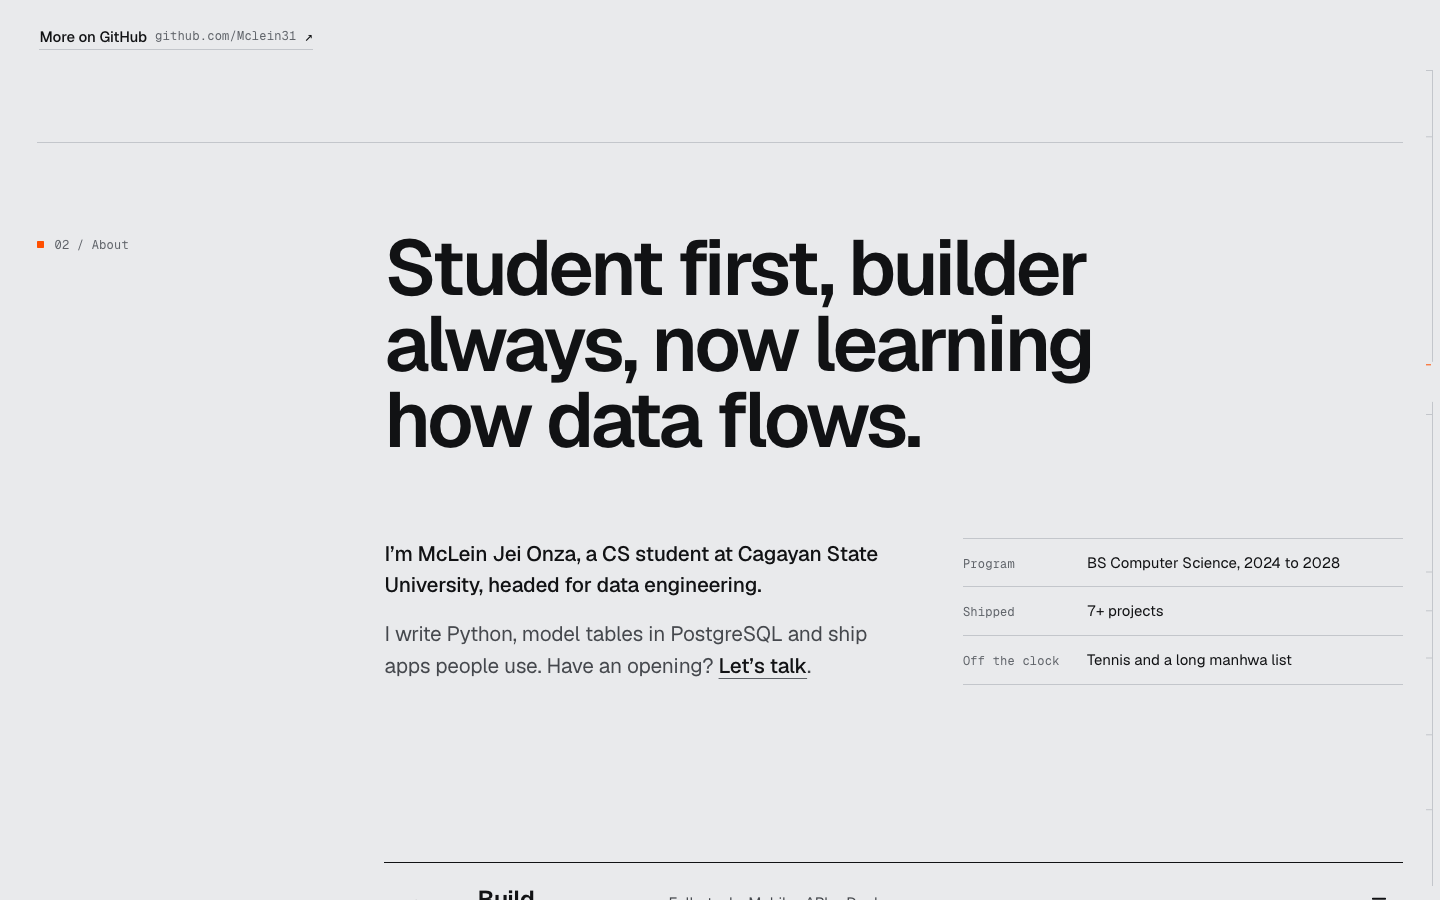 More on GitHub github.com/Mclein31 ↗
02 / About
Student first, builder
always, now learning
how data flows.
I’m McLein Jei Onza, a CS student at Cagayan State
University, headed for data engineering.
I write Python, model tables in PostgreSQL and ship
apps people use. Have an opening? Let’s talk.
Program BS Computer Science, 2024 to 2028
Shipped 7+ projects
Off the clock Tennis and a long manhwa list
Build